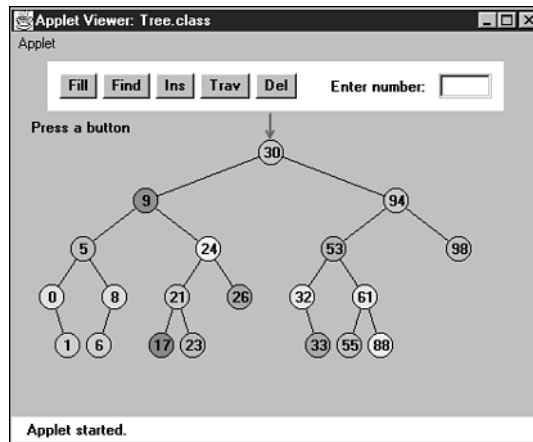 Applet Viewer: Tree.class
Applet
Fill Find Ins Trav Del Enter number:
Press a button
30
9 94
5 24 53 98
0 8 21 26 32 61
1 6 17 23 33 55 88
Applet started.